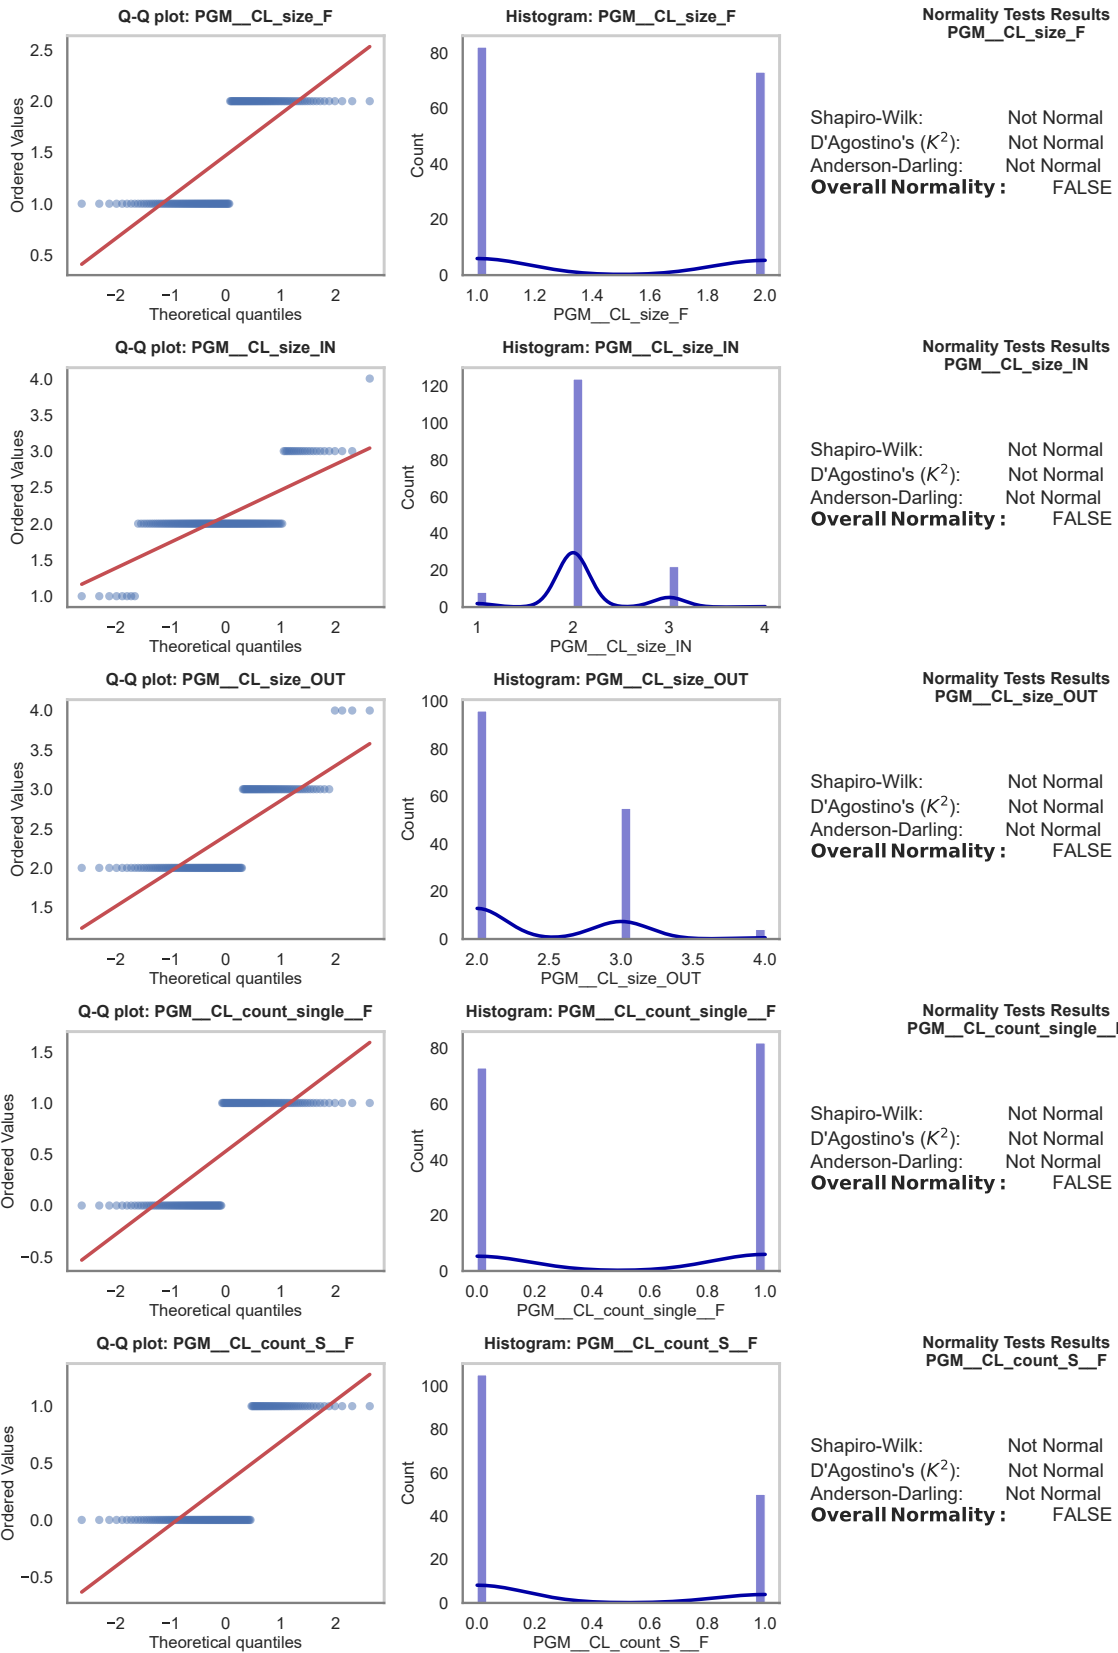 Q-Q plot: PGM__CL_size_F
Histogram: PGM__CL_size_F
Normality Tests Results
PGM__CL_size_F
2.5
2.0
1.5
1.0
0.5
Ordered Values
−2 −1 0 1 2
Theoretical quantiles
80
60
40
20
0
Count
1.0 1.2 1.4 1.6 1.8 2.0
PGM__CL_size_F
Shapiro-Wilk: Not Normal
D'Agostino's (K²): Not Normal
Anderson-Darling: Not Normal
Overall Normality: FALSE
Q-Q plot: PGM__CL_size_IN
Histogram: PGM__CL_size_IN
Normality Tests Results
PGM__CL_size_IN
4.0
3.5
3.0
2.5
2.0
1.5
1.0
Ordered Values
−2 −1 0 1 2
Theoretical quantiles
120
100
80
60
40
20
0
Count
1 2 3 4
PGM__CL_size_IN
Shapiro-Wilk: Not Normal
D'Agostino's (K²): Not Normal
Anderson-Darling: Not Normal
Overall Normality: FALSE
Q-Q plot: PGM__CL_size_OUT
Histogram: PGM__CL_size_OUT
Normality Tests Results
PGM__CL_size_OUT
4.0
3.5
3.0
2.5
2.0
1.5
Ordered Values
−2 −1 0 1 2
Theoretical quantiles
100
80
60
40
20
0
Count
2.0 2.5 3.0 3.5 4.0
PGM__CL_size_OUT
Shapiro-Wilk: Not Normal
D'Agostino's (K²): Not Normal
Anderson-Darling: Not Normal
Overall Normality: FALSE
Q-Q plot: PGM__CL_count_single__F
Histogram: PGM__CL_count_single__F
Normality Tests Results
PGM__CL_count_single__
1.5
1.0
0.5
0.0
−0.5
Ordered Values
−2 −1 0 1 2
Theoretical quantiles
80
60
40
20
0
Count
0.0 0.2 0.4 0.6 0.8 1.0
PGM__CL_count_single__F
Shapiro-Wilk: Not Normal
D'Agostino's (K²): Not Normal
Anderson-Darling: Not Normal
Overall Normality: FALSE
Q-Q plot: PGM__CL_count_S__F
Histogram: PGM__CL_count_S__F
Normality Tests Results
PGM__CL_count_S__F
1.0
0.5
0.0
−0.5
Ordered Values
−2 −1 0 1 2
Theoretical quantiles
100
80
60
40
20
0
Count
0.0 0.2 0.4 0.6 0.8 1.0
PGM__CL_count_S__F
Shapiro-Wilk: Not Normal
D'Agostino's (K²): Not Normal
Anderson-Darling: Not Normal
Overall Normality: FALSE